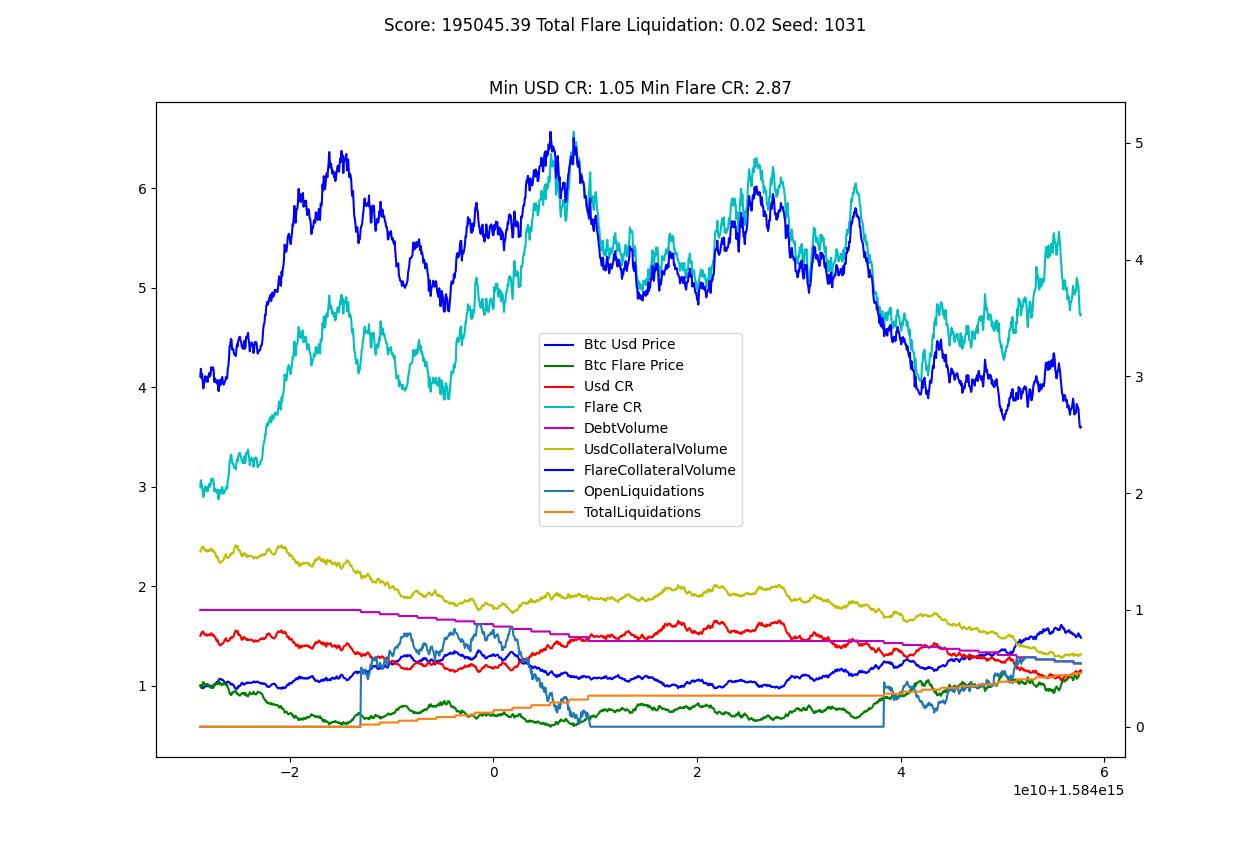 Score: 195045.39 Total Flare Liquidation: 0.02 Seed: 1031
Min USD CR: 1.05 Min Flare CR: 2.87
6
5
4
3
2
1
5
4
3
2
1
0
Btc Usd Price
Btc Flare Price
Usd CR
Flare CR
DebtVolume
UsdCollateralVolume
FlareCollateralVolume
OpenLiquidations
TotalLiquidations
−2 0 2 4 6
1e10+1.584e15